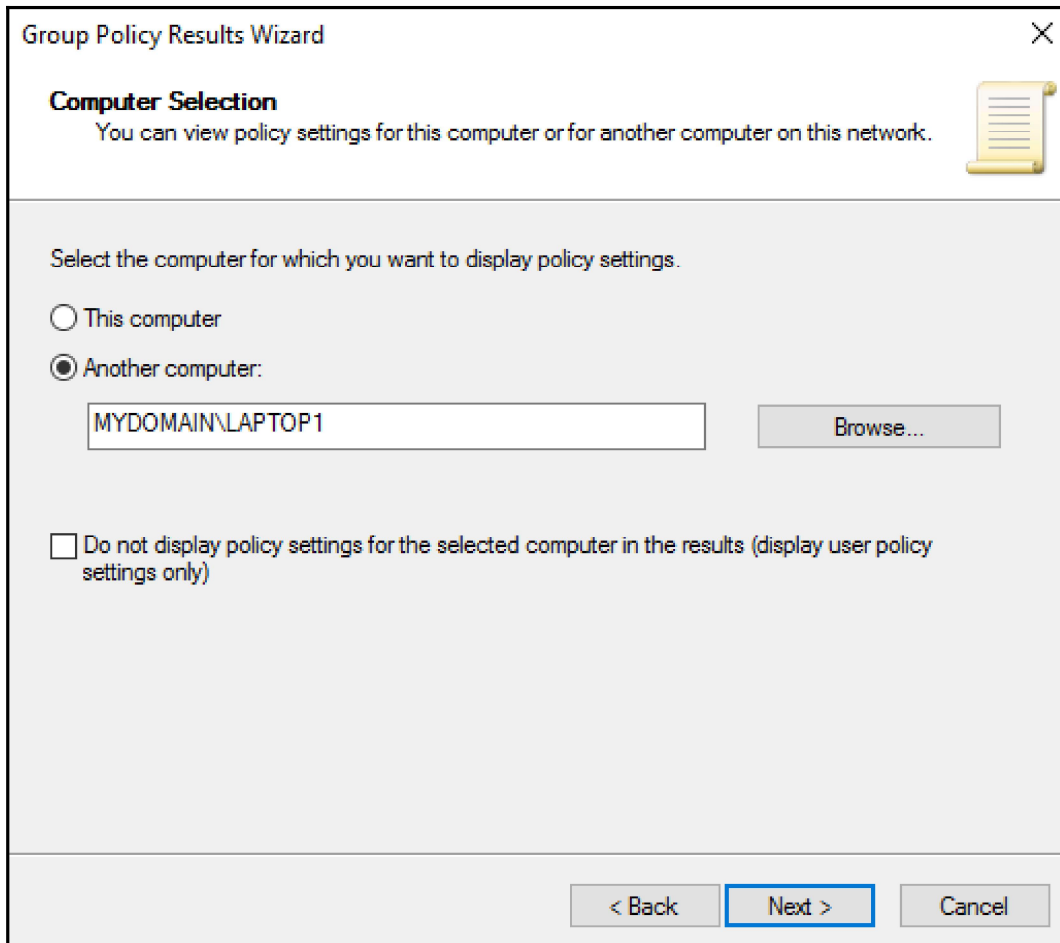 Group Policy Results Wizard
Computer Selection
You can view policy settings for this computer or for another computer on this network.
Select the computer for which you want to display policy settings.
This computer
Another computer:
MYDOMAIN\LAPTOP1
Browse...
Do not display policy settings for the selected computer in the results (display user policy
settings only)
< Back
Next >
Cancel